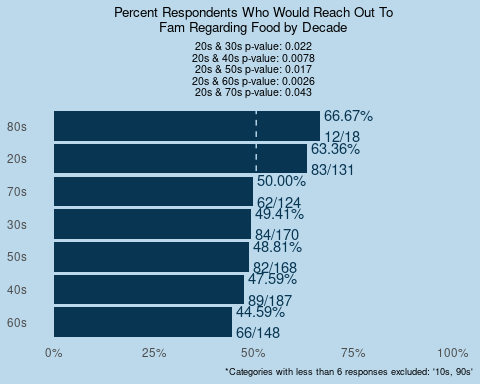 Percent Respondents Who Would Reach Out To
Fam Regarding Food by Decade
20s & 30s p-value: 0.022
20s & 40s p-value: 0.0078
20s & 50s p-value: 0.017
20s & 60s p-value: 0.0026
20s & 70s p-value: 0.043
80s
66.67%
12/18
20s
63.36%
83/131
70s
50.00%
62/124
30s
49.41%
84/170
50s
48.81%
82/168
40s
47.59%
89/187
60s
44.59%
66/148
0% 25% 50% 75% 100%
*Categories with less than 6 responses excluded: '10s, 90s'